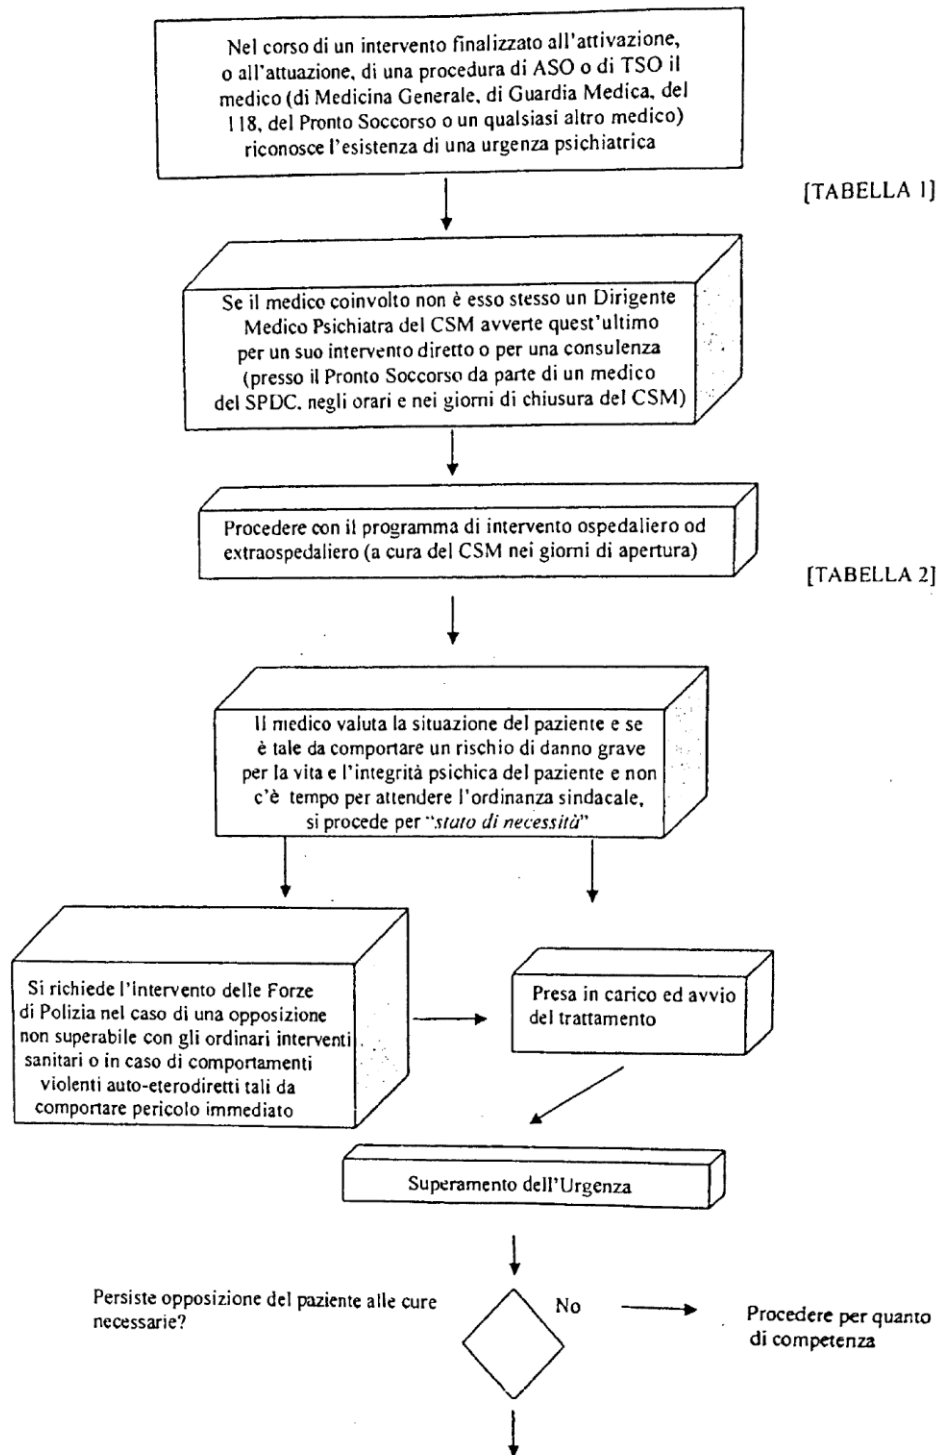 Nel corso di un intervento finalizzato all'attivazione,
o all'attuazione, di una procedura di ASO o di TSO il
medico (di Medicina Generale, di Guardia Medica, del
118, del Pronto Soccorso o un qualsiasi altro medico)
riconosce l'esistenza di una urgenza psichiatrica
[TABELLA 1]
Se il medico coinvolto non è esso stesso un Dirigente
Medico Psichiatra del CSM avverte quest'ultimo
per un suo intervento diretto o per una consulenza
(presso il Pronto Soccorso da parte di un medico
del SPDC, negli orari e nei giorni di chiusura del CSM)
Procedere con il programma di intervento ospedaliero od
extraospedaliero (a cura del CSM nei giorni di apertura)
[TABELLA 2]
Il medico valuta la situazione del paziente e se
è tale da comportare un rischio di danno grave
per la vita e l'integrità psichica del paziente e non
c'è tempo per attendere l'ordinanza sindacale,
si procede per "stato di necessità"
Si richiede l'intervento delle Forze
di Polizia nel caso di una opposizione
non superabile con gli ordinari interventi
sanitari o in caso di comportamenti
violenti auto-eterodiretti tali da
comportare pericolo immediato
Presa in carico ed avvio
del trattamento
Superamento dell'Urgenza
Persiste opposizione del paziente alle cure
necessarie?
No
Procedere per quanto
di competenza